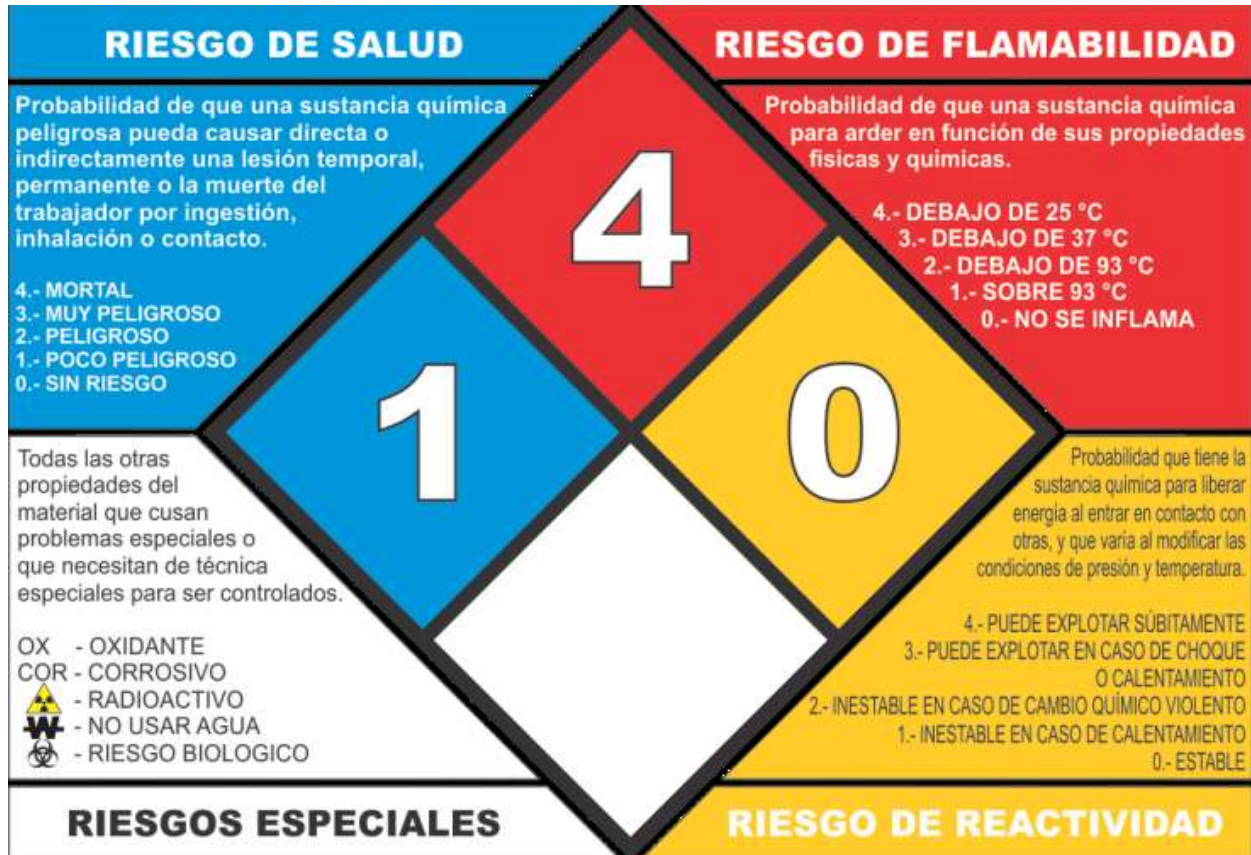 RIESGO DE SALUD
Probabilidad de que una sustancia química
peligrosa pueda causar directa o
indirectamente una lesión temporal,
permanente o la muerte del
trabajador por ingestión,
inhalación o contacto.
4.- MORTAL
3.- MUY PELIGROSO
2.- PELIGROSO
1.- POCO PELIGROSO
0.- SIN RIESGO
RIESGO DE FLAMABILIDAD
Probabilidad de que una sustancia química
para arder en función de sus propiedades
fisicas y quimicas.
4.- DEBAJO DE 25 °C
3.- DEBAJO DE 37 °C
2.- DEBAJO DE 93 °C
1.- SOBRE 93 °C
0.- NO SE INFLAMA
4
1
0
Todas las otras
propiedades del
material que cusan
problemas especiales o
que necesitan de técnica
especiales para ser controlados.
OX - OXIDANTE
COR - CORROSIVO
- RADIOACTIVO
W - NO USAR AGUA
- RIESGO BIOLOGICO
RIESGOS ESPECIALES
Probabilidad que tiene la
sustancia química para liberar
energía al entrar en contacto con
otras, y que varía al modificar las
condiciones de presión y temperatura.
4.- PUEDE EXPLOTAR SÚBITAMENTE
3.- PUEDE EXPLOTAR EN CASO DE CHOQUE
O CALENTAMIENTO
2.- INESTABLE EN CASO DE CAMBIO QUÍMICO VIOLENTO
1.- INESTABLE EN CASO DE CALENTAMIENTO
0.- ESTABLE
RIESGO DE REACTIVIDAD